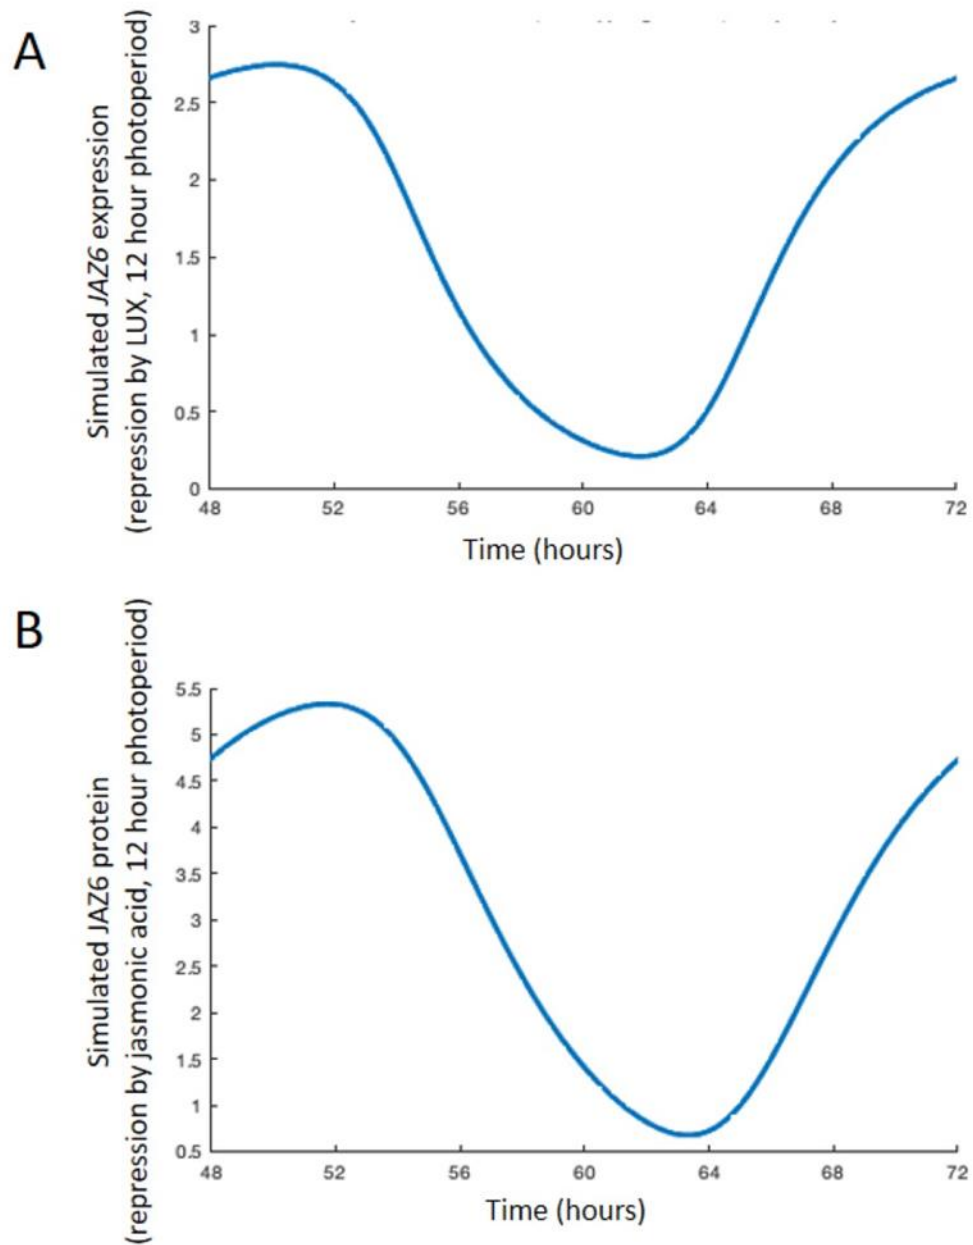 A
Simulated JAZ6 expression
(repression by LUX, 12 hour photoperiod)
3
2.5
2
1.5
1
0.5
0
48 52 56 60 64 68 72
Time (hours)
B
Simulated JAZ6 protein
(repression by jasmonic acid, 12 hour photoperiod)
5.5
5
4.5
4
3.5
3
2.5
2
1.5
1
0.5
48 52 56 60 64 68 72
Time (hours)